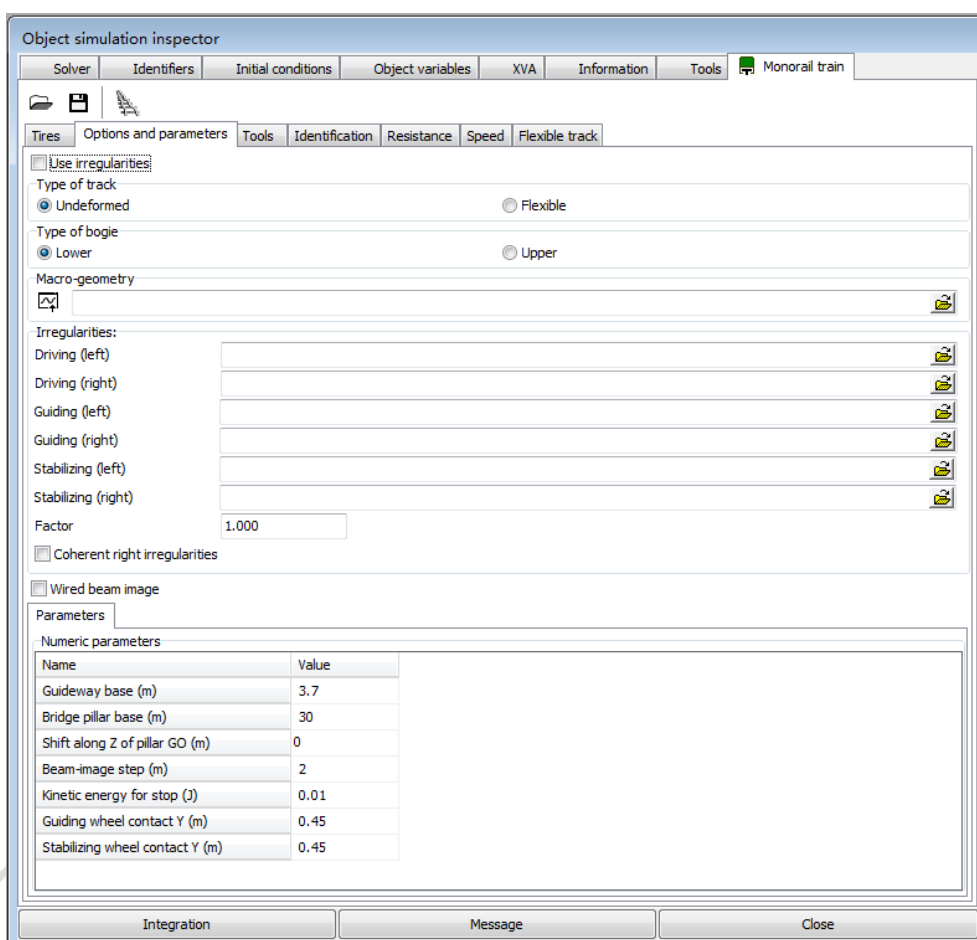 Object simulation inspector
Solver Identifiers Initial conditions Object variables XVA Information Tools Monorail train
Tires Options and parameters Tools Identification Resistance Speed Flexible track
Use irregularities
Type of track
Undeformed Flexible
Type of bogie
Lower Upper
Macro-geometry
Irregularities:
Driving (left)
Driving (right)
Guiding (left)
Guiding (right)
Stabilizing (left)
Stabilizing (right)
Factor 1.000
Coherent right irregularities
Wired beam image
Parameters
Numeric parameters
Name Value
Guideway base (m) 3.7
Bridge pillar base (m) 30
Shift along Z of pillar GO (m) 0
Beam-image step (m) 2
Kinetic energy for stop (J) 0.01
Guiding wheel contact Y (m) 0.45
Stabilizing wheel contact Y (m) 0.45
Integration Message Close